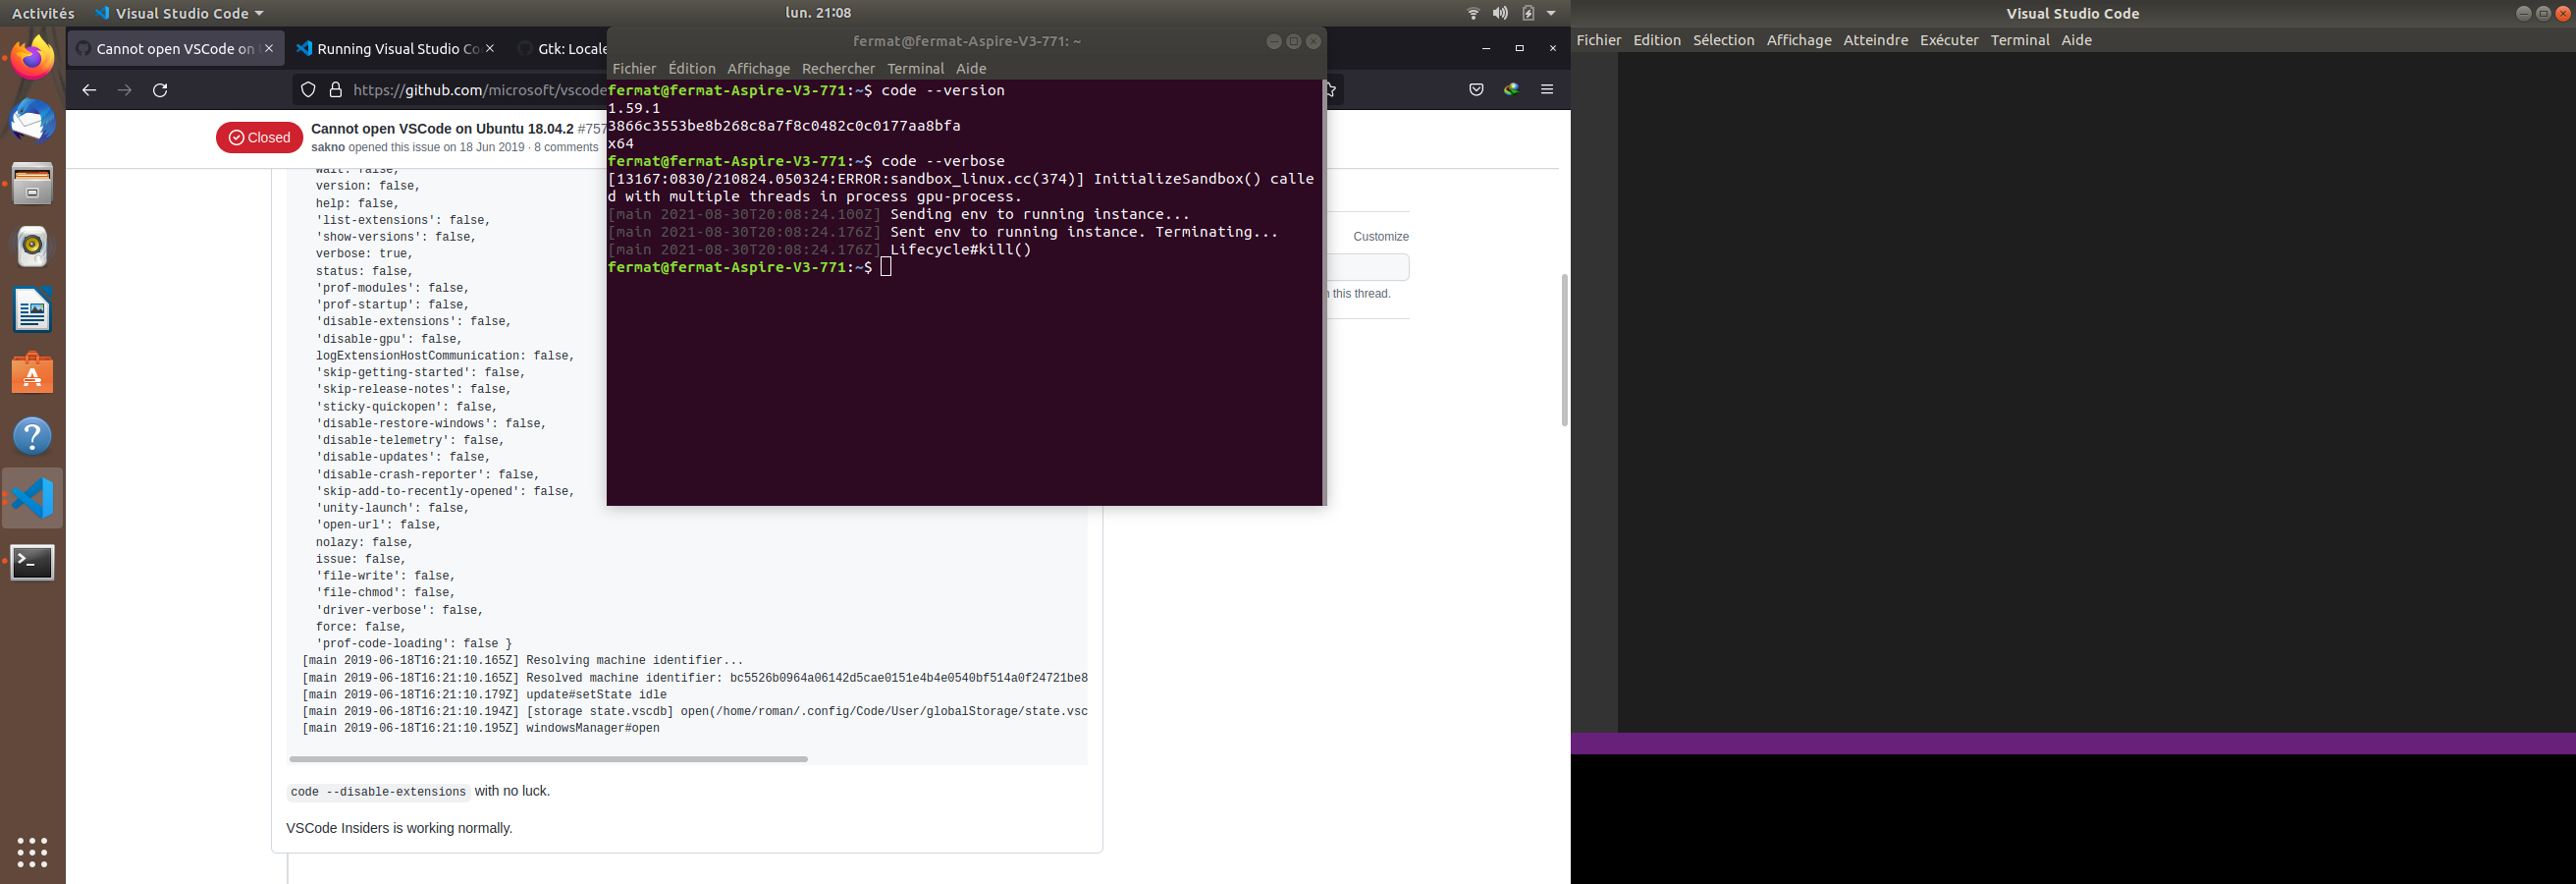 Activités
Visual Studio Code
lun. 21:08
Visual Studio Code
Fichier Edition Sélection Affichage Atteindre Exécuter Terminal Aide
Cannot open VSCode on
Running Visual Studio Co
Gtk: Locale
https://github.com/microsoft/vscode
Closed
Cannot open VSCode on Ubuntu 18.04.2 #757
sakno opened this issue on 18 Jun 2019 · 8 comments
wait: false,
version: false,
help: false,
'list-extensions': false,
'show-versions': false,
verbose: true,
status: false,
'prof-modules': false,
'prof-startup': false,
'disable-extensions': false,
'disable-gpu': false,
logExtensionHostCommunication: false,
'skip-getting-started': false,
'skip-release-notes': false,
'sticky-quickopen': false,
'disable-restore-windows': false,
'disable-telemetry': false,
'disable-updates': false,
'disable-crash-reporter': false,
'skip-add-to-recently-opened': false,
'unity-launch': false,
'open-url': false,
nolazy: false,
issue: false,
'file-write': false,
'file-chmod': false,
'driver-verbose': false,
force: false,
'prof-code-loading': false }
[main 2019-06-18T16:21:10.165Z] Resolving machine identifier...
[main 2019-06-18T16:21:10.165Z] Resolved machine identifier: bc5526b0964a06142d5cae0151e4b4e0540bf514a0f24721be8
[main 2019-06-18T16:21:10.179Z] update#setState idle
[main 2019-06-18T16:21:10.194Z] [storage state.vscdb] open(/home/roman/.config/Code/User/globalStorage/state.vsc
[main 2019-06-18T16:21:10.195Z] windowsManager#open
code --disable-extensions with no luck.
VSCode Insiders is working normally.
Customize
this thread.
fermat@fermat-Aspire-V3-771: ~
Fichier Édition Affichage Rechercher Terminal Aide
fermat@fermat-Aspire-V3-771:~$ code --version
1.59.1
3866c3553be8b268c8a7f8c0482c0c0177aa8bfa
x64
fermat@fermat-Aspire-V3-771:~$ code --verbose
[13167:0830/210824.050324:ERROR:sandbox_linux.cc(374)] InitializeSandbox() calle
d with multiple threads in process gpu-process.
[main 2021-08-30T20:08:24.100Z] Sending env to running instance...
[main 2021-08-30T20:08:24.176Z] Sent env to running instance. Terminating...
[main 2021-08-30T20:08:24.176Z] Lifecycle#kill()
fermat@fermat-Aspire-V3-771:~$